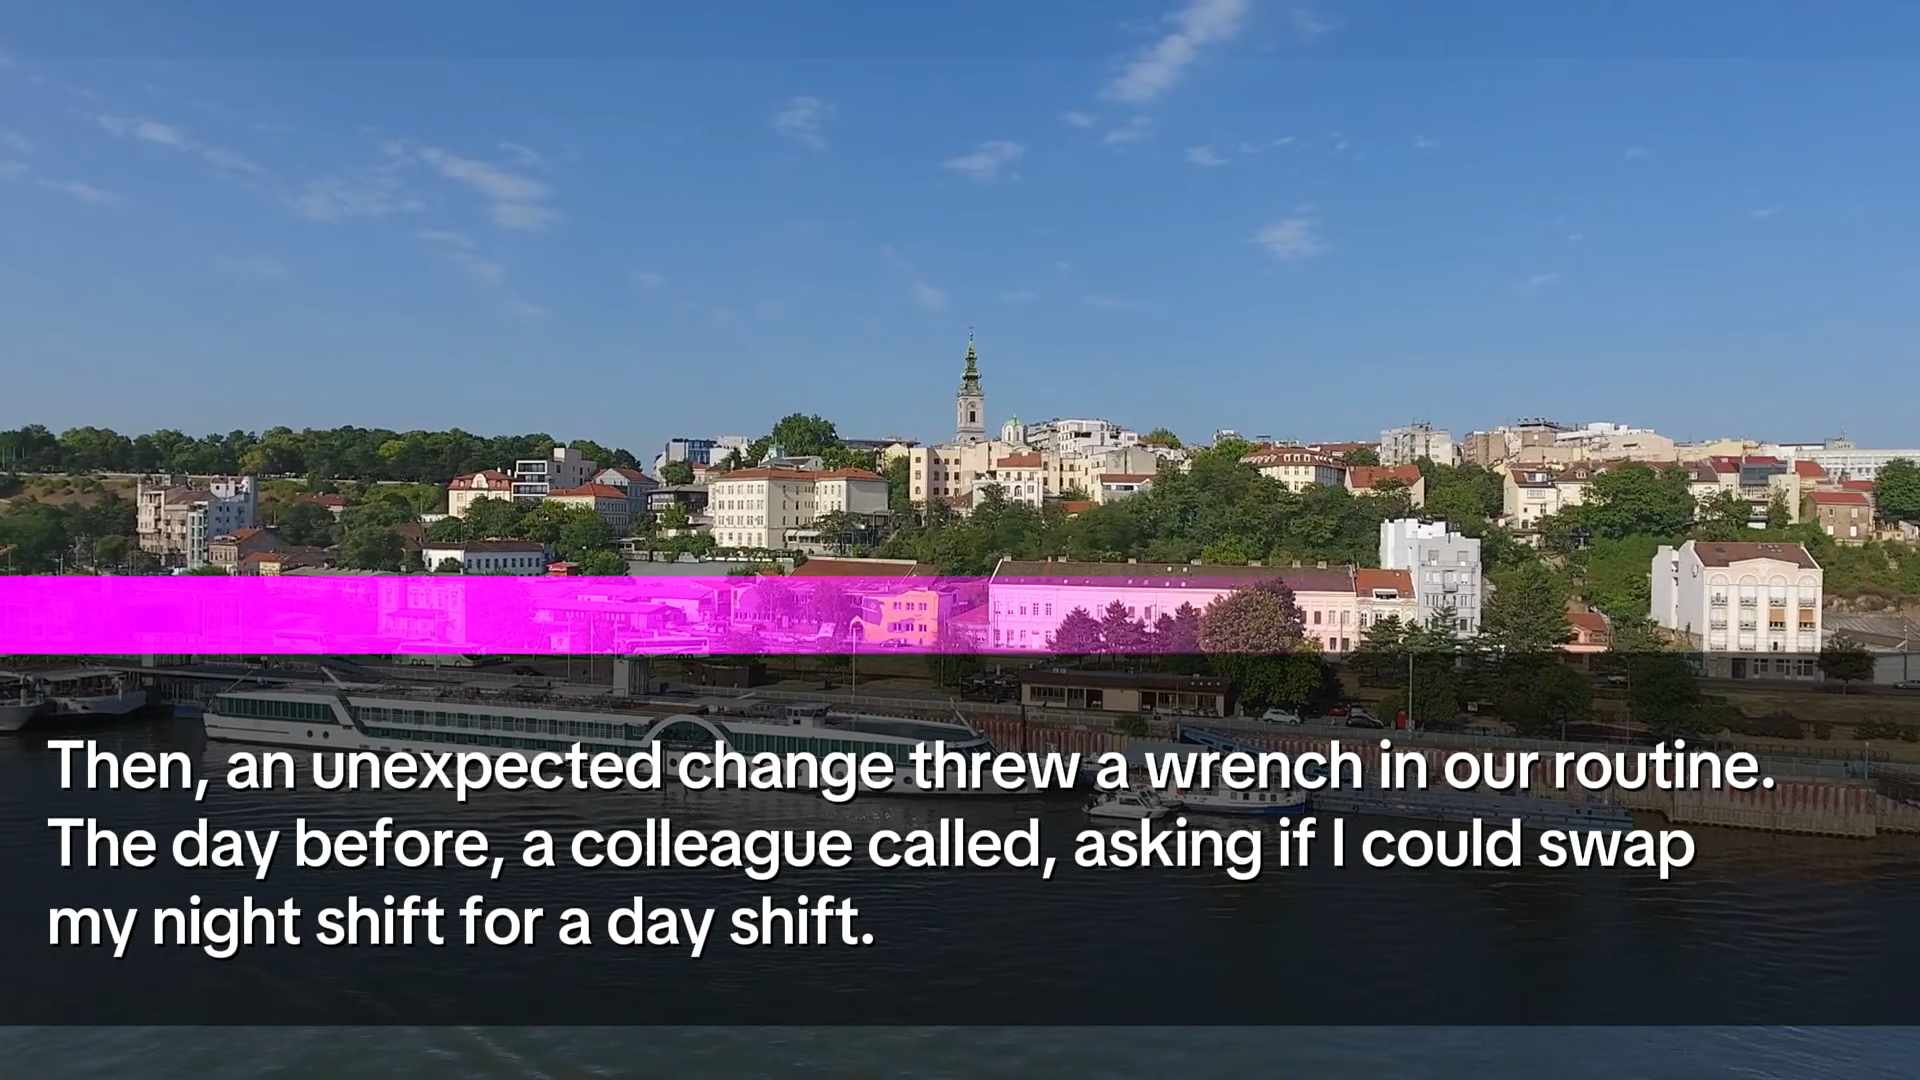 Then, an unexpected change threw a wrench in our routine.
The day before, a colleague called, asking if I could swap
my night shift for a day shift.